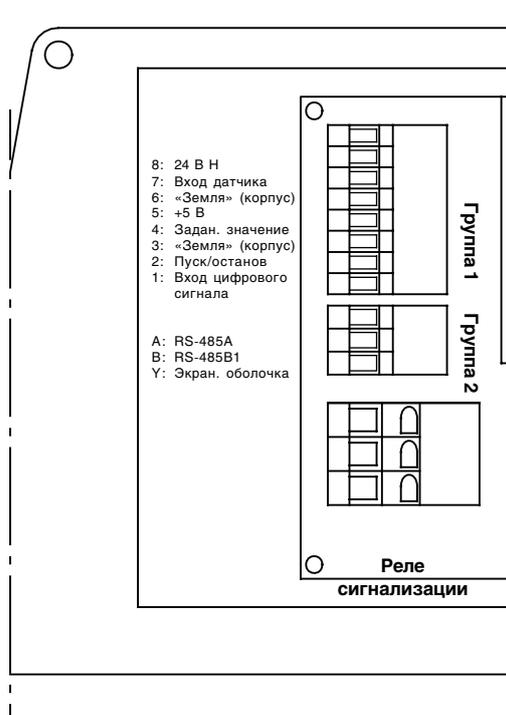 8: 24 В Н
7: Вход датчика
6: «Земля» (корпус)
5: +5 В
4: Задан. значение
3: «Земля» (корпус)
2: Пуск/останов
1: Вход цифрового
сигнала
A: RS-485A
B: RS-485B1
Y: Экран. оболочка
Группа 1
Группа 2
Реле
сигнализации